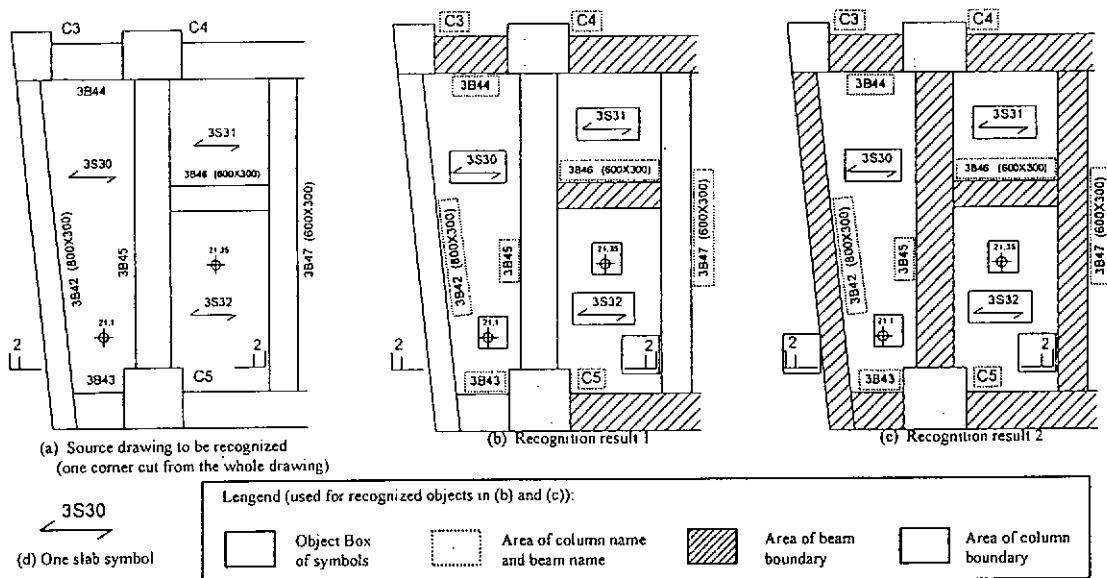 C3
C4
3B44
3S31
3S30
3B46 (600X300)
3B42 (800X300)
3B45
3B47 (600X300)
21,35
3S32
21,1
2
2
3B43
C5
(a) Source drawing to be recognized
(one corner cut from the whole drawing)
C3
C4
3B44
3S31
3S30
3B46 (600X300)
3B42 (800X300)
3B45
3B47 (600X300)
21,35
3S32
21,1
2
2
3B43
C5
(b) Recognition result 1
C3
C4
3B44
3S31
3S30
3B46 (600X300)
3B42 (800X300)
3B45
3B47 (600X300)
21,35
3S32
21 1
2
2
3B43
C5
(c) Recognition result 2
3S30
(d) One slab symbol
Lengend (used for recognized objects in (b) and (c)):
Object Box
of symbols
Area of column name
and beam name
Area of beam
boundary
Area of column
boundary